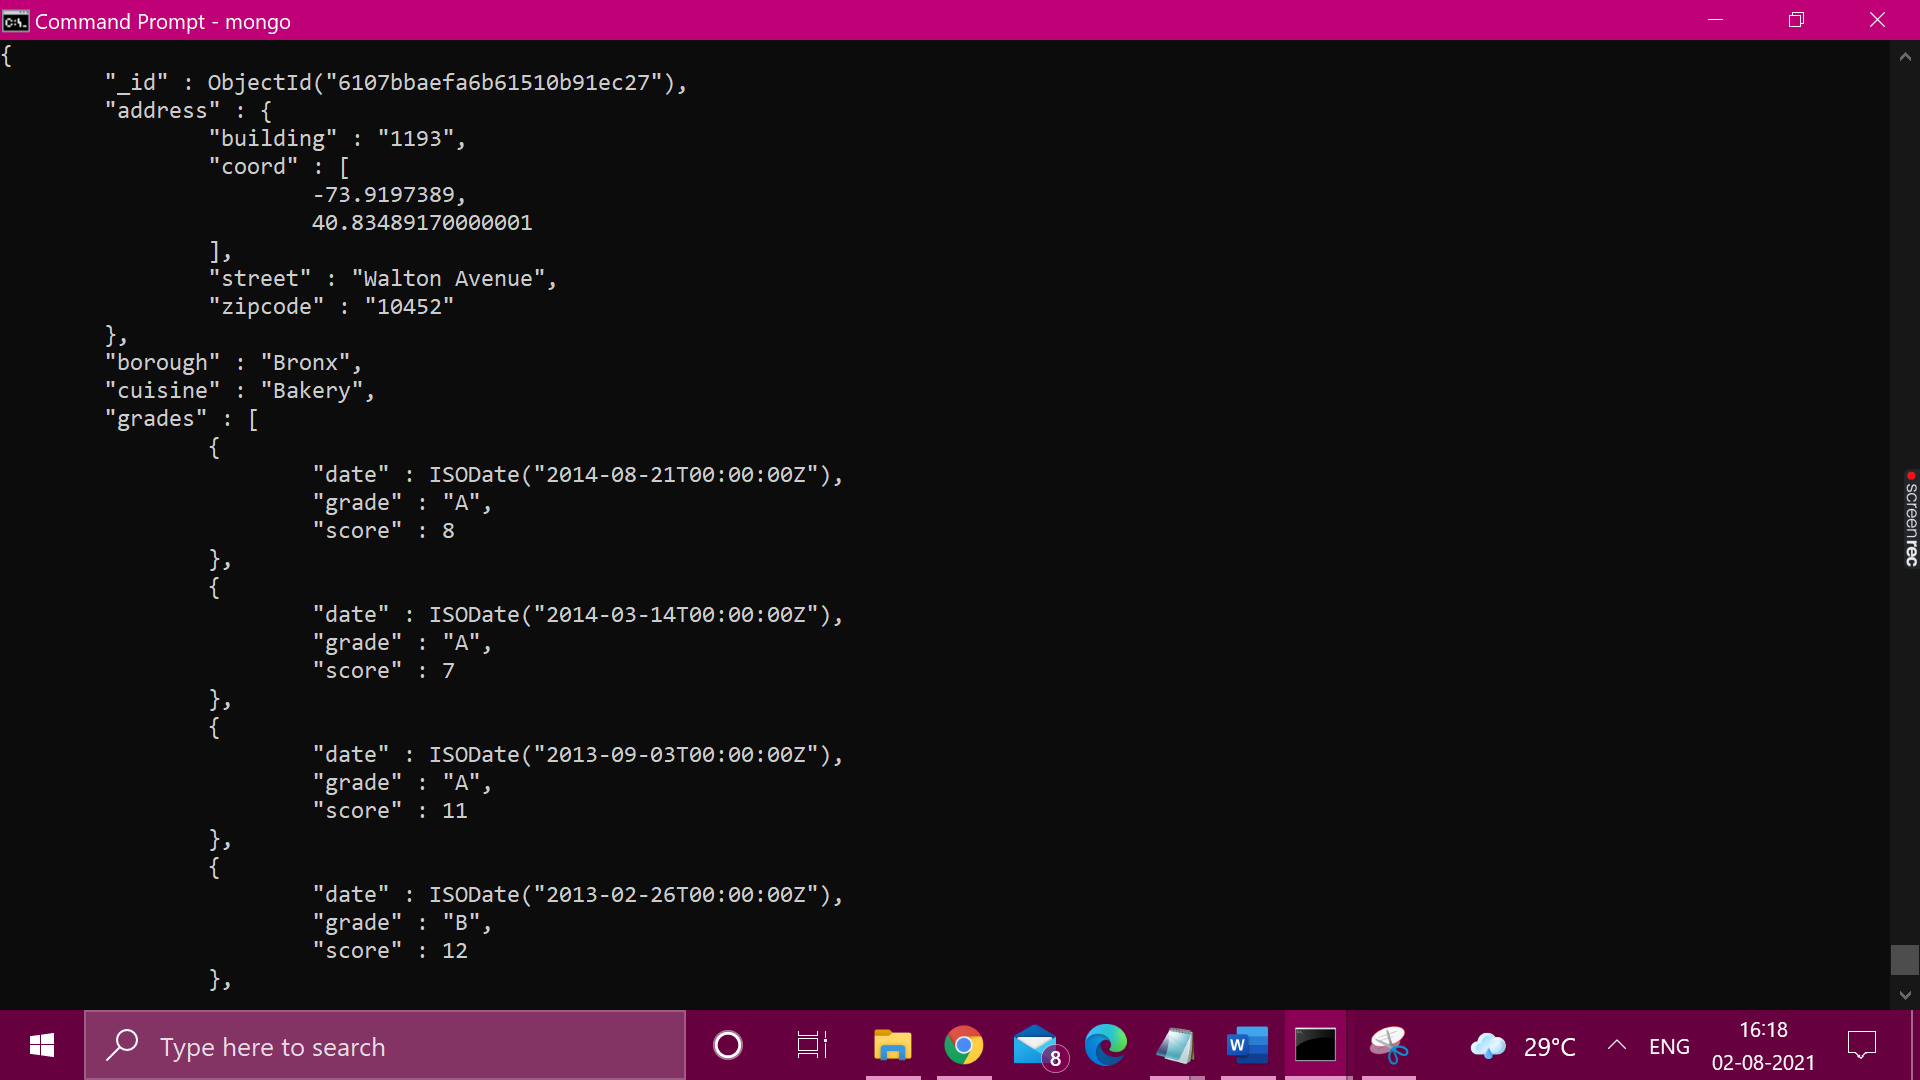 Command Prompt - mongo
{
"_id" : ObjectId("6107bbaefa6b61510b91ec27"),
"address" : {
"building" : "1193",
"coord" : [
-73.9197389,
40.83489170000001
],
"street" : "Walton Avenue",
"zipcode" : "10452"
},
"borough" : "Bronx",
"cuisine" : "Bakery",
"grades" : [
{
"date" : ISODate("2014-08-21T00:00:00Z"),
"grade" : "A",
"score" : 8
},
{
"date" : ISODate("2014-03-14T00:00:00Z"),
"grade" : "A",
"score" : 7
},
{
"date" : ISODate("2013-09-03T00:00:00Z"),
"grade" : "A",
"score" : 11
},
{
"date" : ISODate("2013-02-26T00:00:00Z"),
"grade" : "B",
"score" : 12
},
screenrec
Type here to search
8
W
29°C
ENG
16:18
02-08-2021